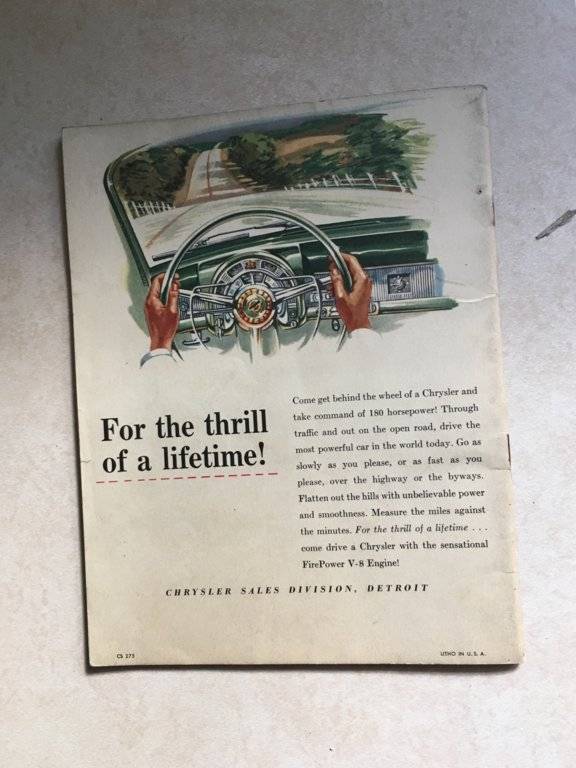 For the thrill
of a lifetime!
Come get behind the wheel of a Chrysler and
take command of 180 horsepower! Through
traffic and out on the open road, drive the
most powerful car in the world today. Go as
slowly as you please, or as fast as you
please, over the highway or the byways.
Flatten out the hills with unbelievable power
and smoothness. Measure the miles against
the minutes. For the thrill of a lifetime . . .
come drive a Chrysler with the sensational
FirePower V-8 Engine!
CHRYSLER SALES DIVISION, DETROIT
CS 275
LITHO IN U. S. A.